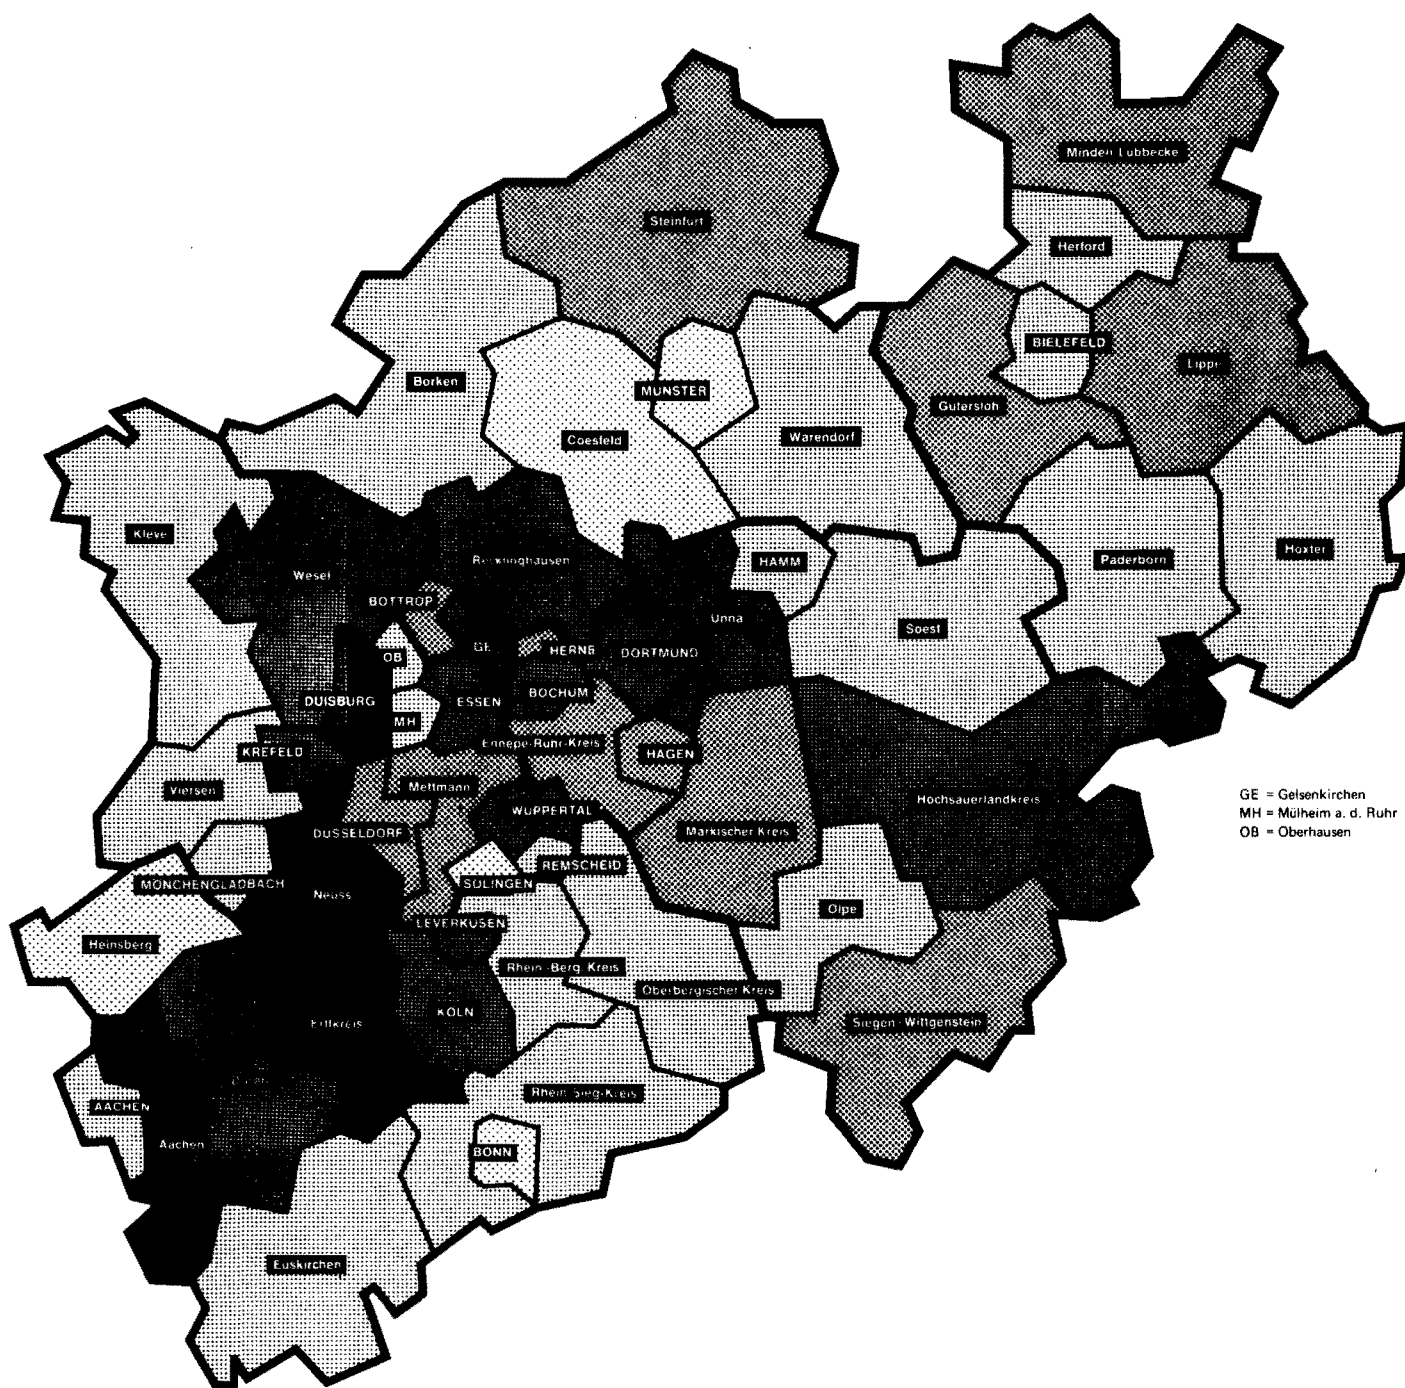 Minden-Lübbecke
Steinfurt
Herford
BIELEFELD
Lippe
Borken
MÜNSTER
Gütersloh
Coesfeld
Warendorf
Kleve
Recklinghausen
HAMM
Paderborn
Höxter
Wesel
BOTTROP
Unna
Soest
GE
HERNE
DORTMUND
OB
DUISBURG
ESSEN
BOCHUM
MH
KREFELD
Ennepe-Ruhr-Kreis
HAGEN
Viersen
Mettmann
Hochsauerlandkreis
GE = Gelsenkirchen
MH = Mülheim a. d. Ruhr
OB = Oberhausen
WUPPERTAL
DÜSSELDORF
Märkischer Kreis
REMSCHEID
MÖNCHENGLADBACH
SOLINGEN
Neuss
Olpe
LEVERKUSEN
Heinsberg
Rhein.-Berg. Kreis
Oberbergischer Kreis
KÖLN
Erftkreis
Siegen-Wittgenstein
Düren
Rhein-Sieg-Kreis
AACHEN
Aachen
BONN
Euskirchen